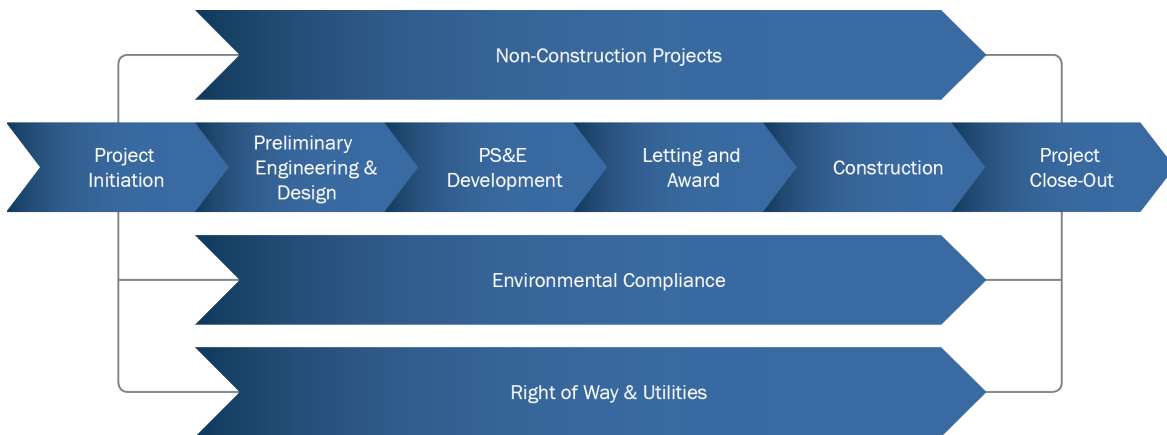 Non-Construction Projects
Project
Initiation
Preliminary
Engineering &
Design
PS&E
Development
Letting and
Award
Construction
Project
Close-Out
Environmental Compliance
Right of Way & Utilities